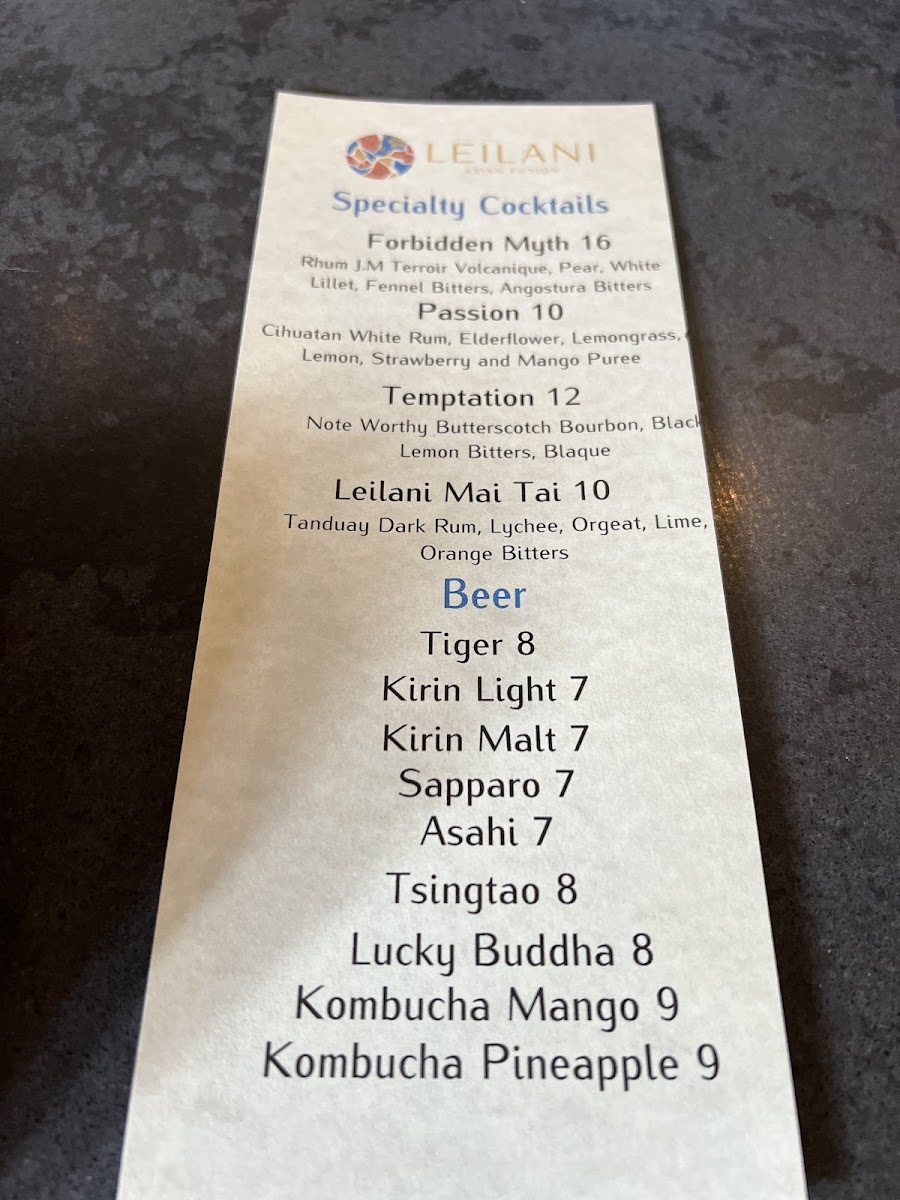 LEILANI
ASIAN FUSION
Specialty Cocktails
Forbidden Myth 16
Rhum J.M Terroir Volcanique, Pear, White
Lillet, Fennel Bitters, Angostura Bitters
Passion 10
Cihuatan White Rum, Elderflower, Lemongrass,
Lemon, Strawberry and Mango Puree
Temptation 12
Note Worthy Butterscotch Bourbon, Black
Lemon Bitters, Blaque
Leilani Mai Tai 10
Tanduay Dark Rum, Lychee, Orgeat, Lime,
Orange Bitters
Beer
Tiger 8
Kirin Light 7
Kirin Malt 7
Sapparo 7
Asahi 7
Tsingtao 8
Lucky Buddha 8
Kombucha Mango 9
Kombucha Pineapple 9